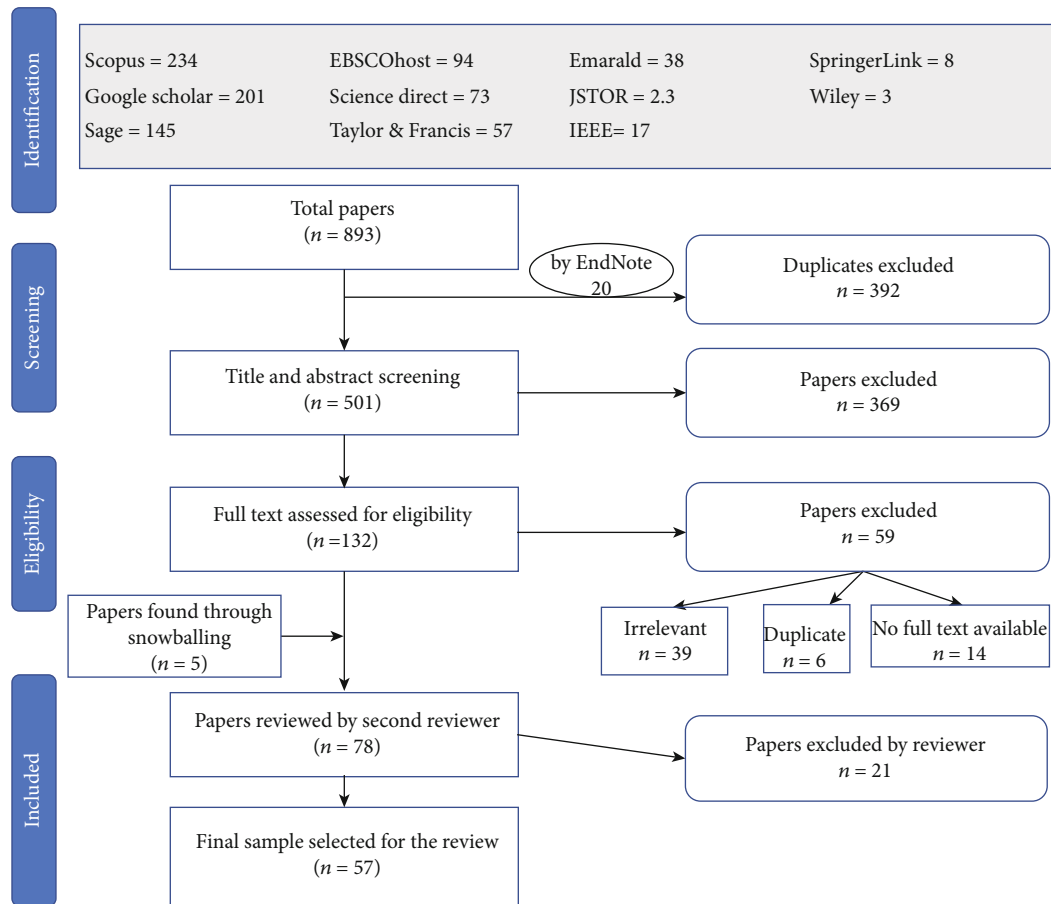 Identification
Scopus = 234
EBSCOhost = 94
Emarald = 38
SpringerLink = 8
Google scholar = 201
Science direct = 73
JSTOR = 2.3
Wiley = 3
Sage = 145
Taylor & Francis = 57
IEEE= 17
Total papers
(n = 893)
Screening
by EndNote
20
Duplicates excluded
n = 392
Title and abstract screening
(n = 501)
Papers excluded
n = 369
Eligibility
Full text assessed for eligibility
(n =132)
Papers excluded
n = 59
Papers found through
snowballing
(n = 5)
Irrelevant
n = 39
Duplicate
n = 6
No full text available
n = 14
Included
Papers reviewed by second reviewer
(n = 78)
Papers excluded by reviewer
n = 21
Final sample selected for the review
(n = 57)